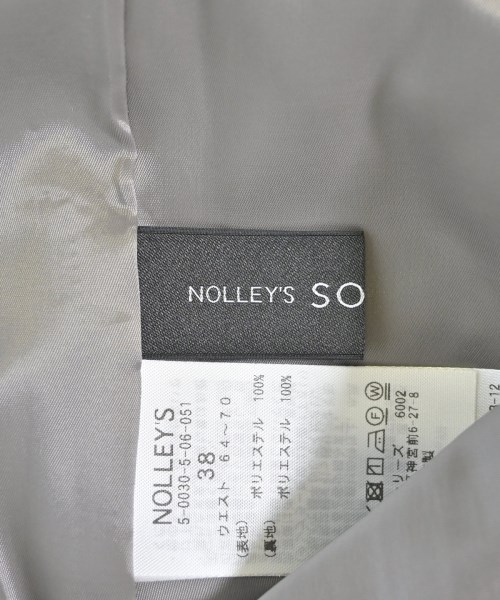 NOLLEY'S SO
NOLLEY'S
5-0030-5-06-051
38
ウエスト 64～70
(表地) ポリエステル 100%
(裏地) ポリエステル 100%
リーズ 6002
神宮前6-27-8
製
-12